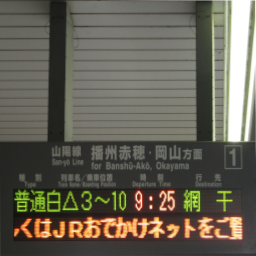 山陽線 播州赤穂・岡山方面 1
San-yō Line for Banshū-Akō, Okayama
種別 列車名/乗車位置 時刻 行先
Type Train Name/Boarding Position Departure Time Destination
普通白△3～10 9:25 網干
くはJRおでかけネットをご覧